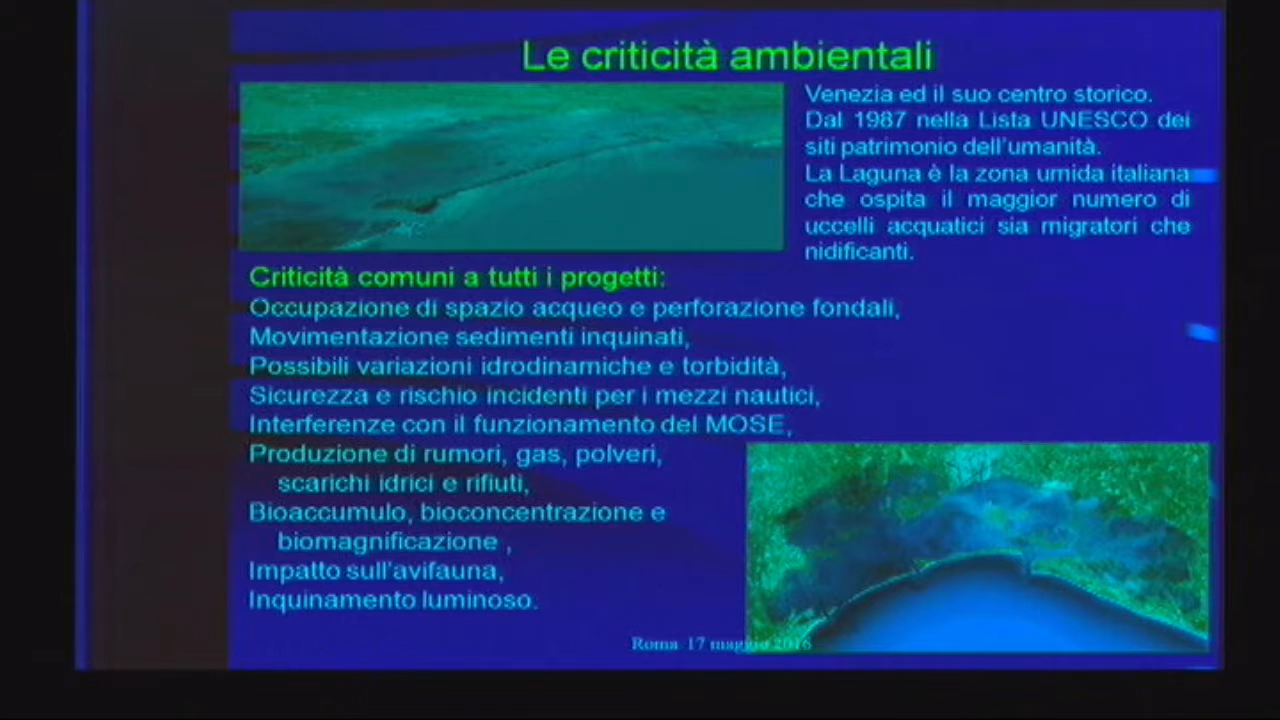 Le criticità ambientali
Venezia ed il suo centro storico.
Dal 1987 nella Lista UNESCO dei
siti patrimonio dell'umanità.
La Laguna è la zona umida italiana
che ospita il maggior numero di
uccelli acquatici sia migratori che
nidificanti.
Criticità comuni a tutti i progetti:
Occupazione di spazio acqueo e perforazione fondali,
Movimentazione sedimenti inquinati,
Possibili variazioni idrodinamiche e torbidità,
Sicurezza e rischio incidenti per i mezzi nautici,
Interferenze con il funzionamento del MOSE,
Produzione di rumori, gas, polveri,
scarichi idrici e rifiuti,
Bioaccumulo, bioconcentrazione e
biomagnificazione ,
Impatto sull'avifauna,
Inquinamento luminoso.
Roma 17 maggio 2016